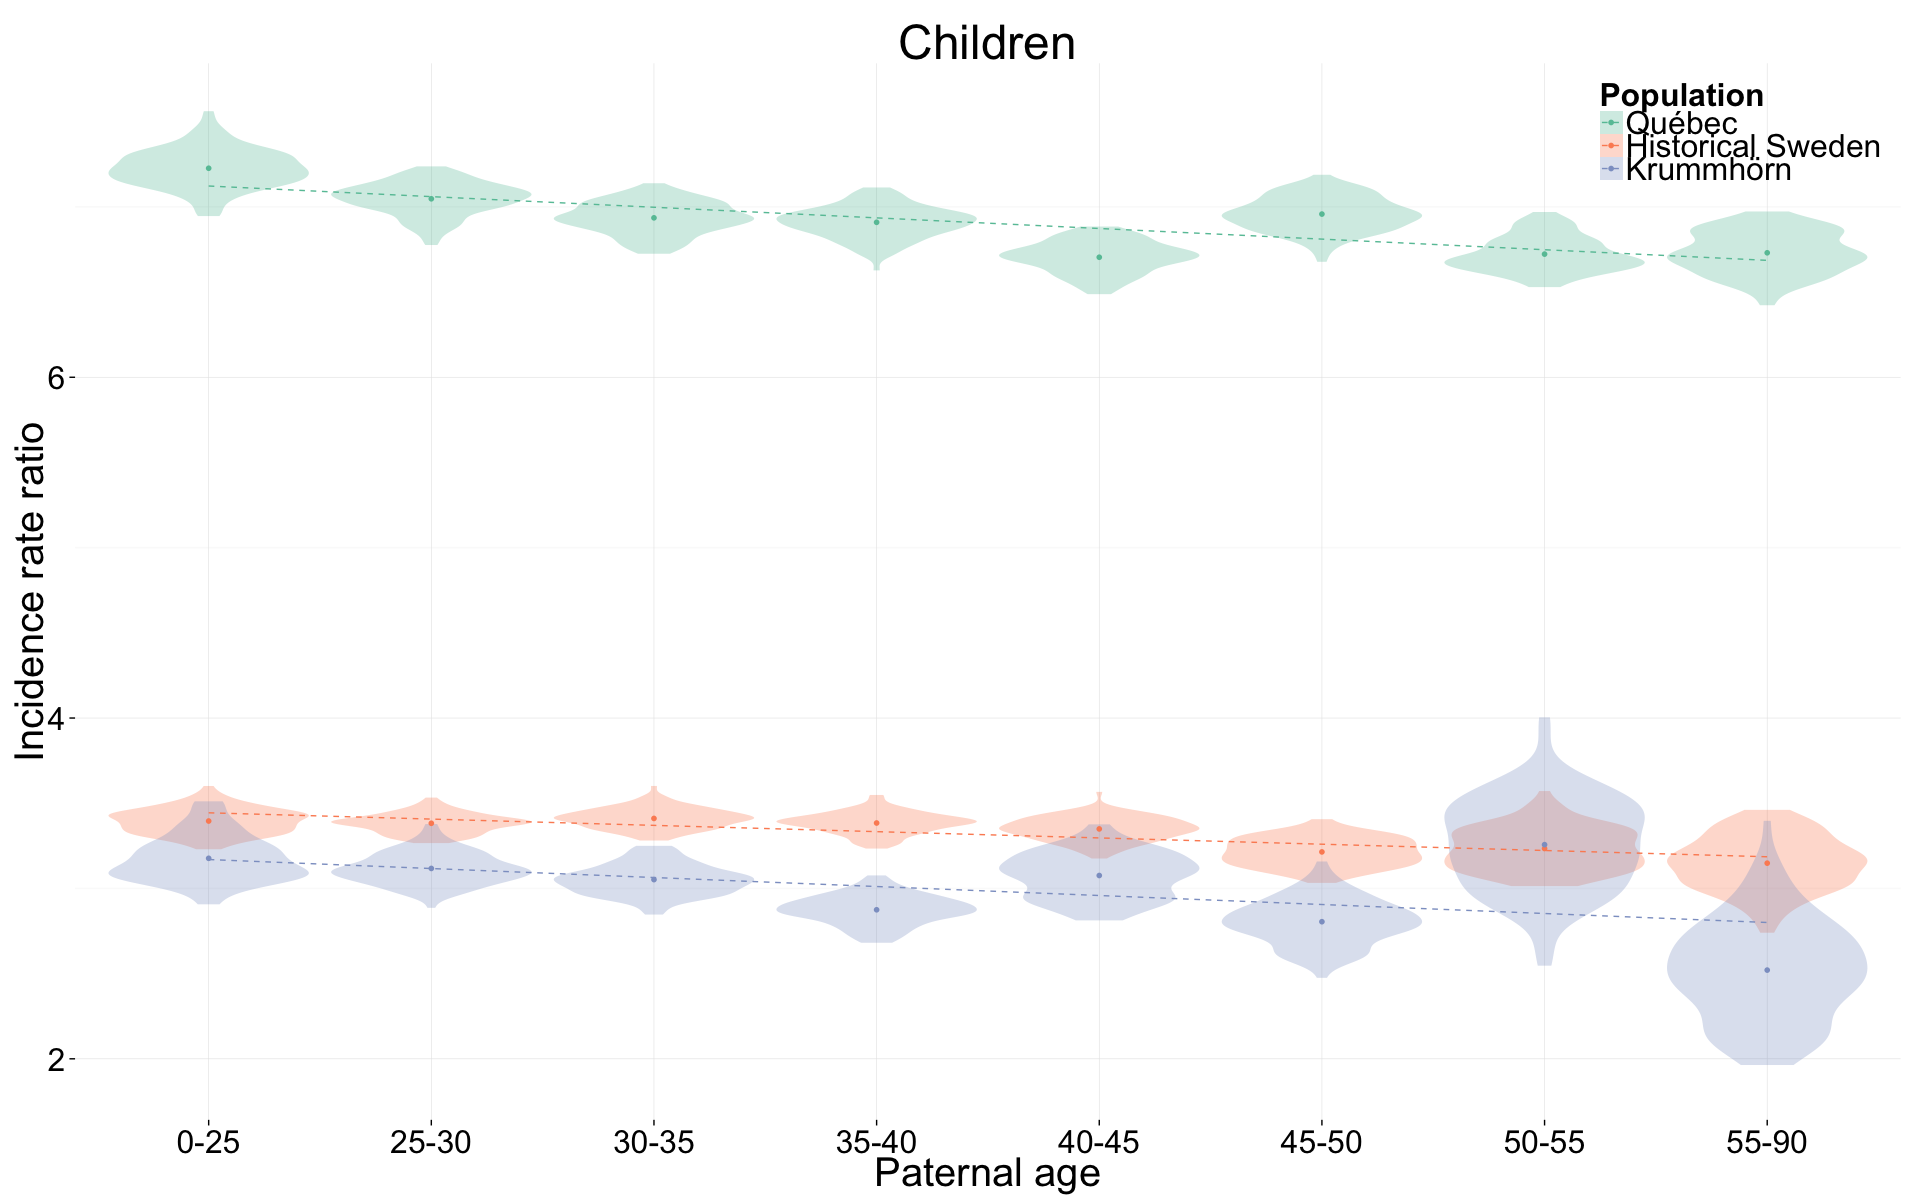 Children
Population
Québec
Historical Sweden
Krummhörn
Incidence rate ratio
6
4
2
0-25 25-30 30-35 35-40 40-45 45-50 50-55 55-90
Paternal age